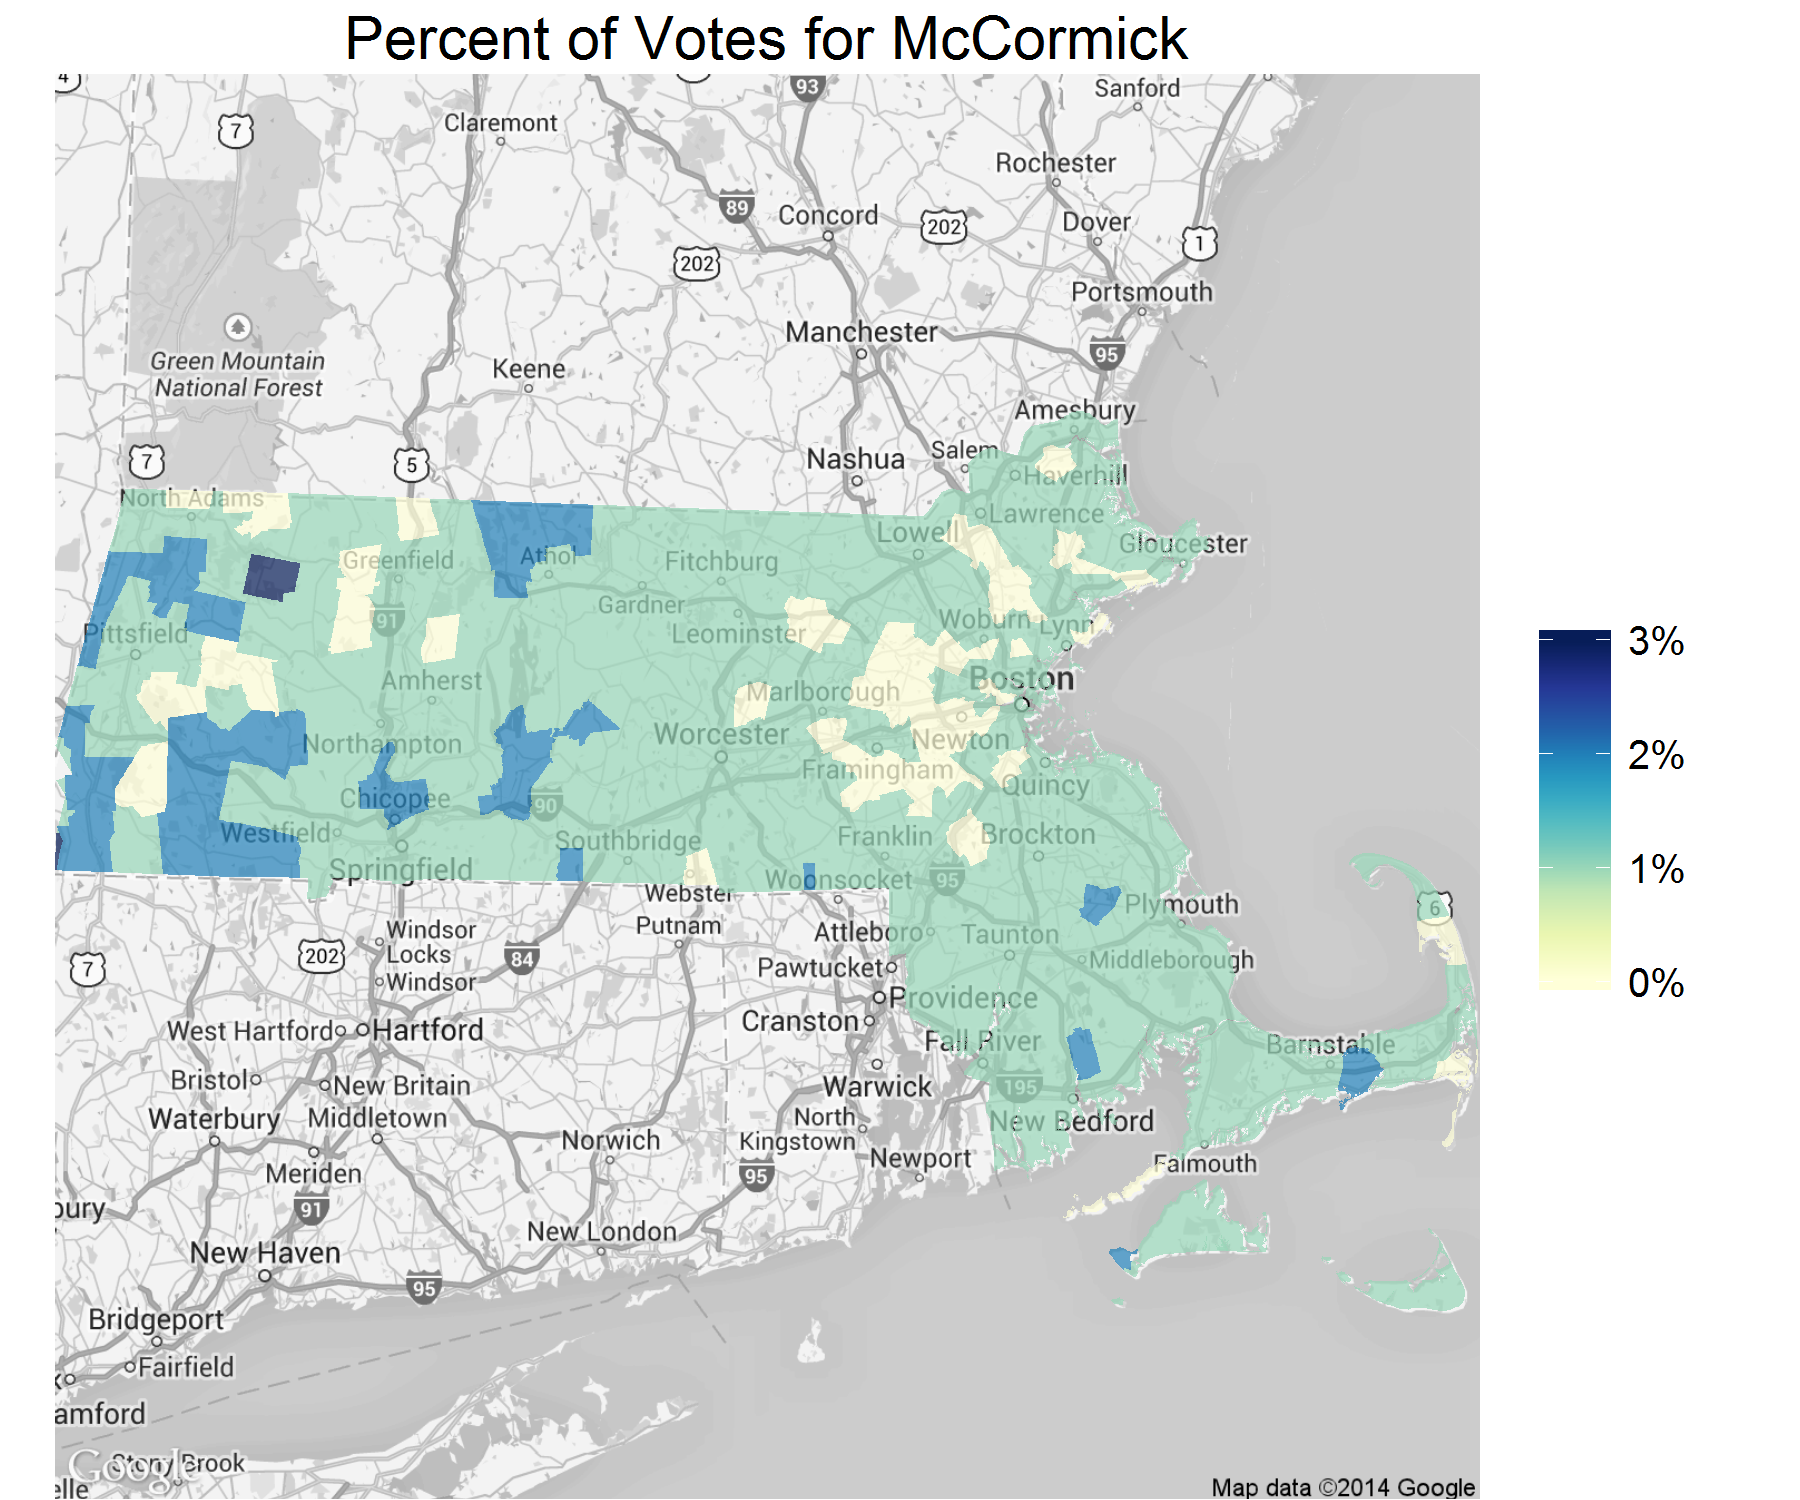 Percent of Votes for McCormick
4
93
Sanford
7
Claremont
Rochester
89
Concord
202
Dover
1
202
Portsmouth
Manchester
95
Green Mountain
National Forest
Keene
Amesbury
7
5
Nashua
Salem
Haverhill
North Adams
Lawrence
Lowell
Gloucester
Greenfield
Athol
Fitchburg
Gardner
91
Leominster
Woburn
Lynn
Pittsfield
3%
Amherst
Marlborough
Boston
Northampton
Worcester
Newton
2%
Framingham
Quincy
Chicopee
90
Westfield
Southbridge
Franklin
Brockton
Springfield
Webster
Woonsocket
95
1%
Plymouth
6
Windsor
Locks
Putnam
Attleboro
Taunton
7
202
84
Pawtucket
Middleborough
Windsor
0%
Providence
West Hartford
Hartford
Cranston
Fall River
Barnstable
Bristol
New Britain
Warwick
195
Waterbury
Middletown
North
Kingstown
New Bedford
Norwich
Newport
Falmouth
Meriden
95
bury
91
New London
New Haven
95
Bridgeport
Fairfield
amford
Google
Stony Brook
elle
Map data ©2014 Google